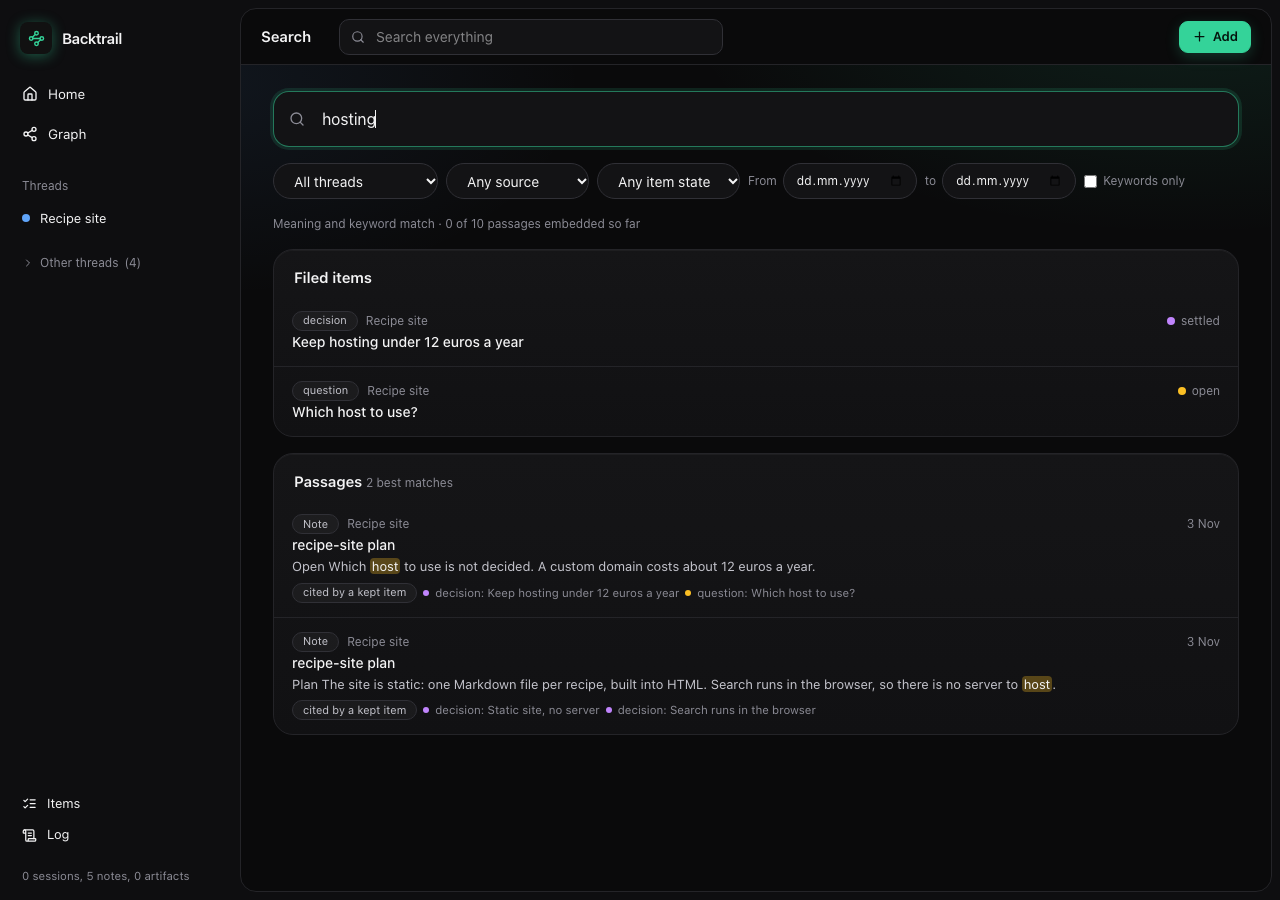 Backtrail
Search
Search everything
Add
Home
Graph
Threads
Recipe site
Other threads (4)
Items
Log
0 sessions, 5 notes, 0 artifacts
hosting
All threads
Any source
Any item state
From
dd.mm.yyyy
to
dd.mm.yyyy
Keywords only
Meaning and keyword match · 0 of 10 passages embedded so far
Filed items
decision Recipe site settled
Keep hosting under 12 euros a year
question Recipe site open
Which host to use?
Passages 2 best matches
Note Recipe site 3 Nov
recipe-site plan
Open Which host to use is not decided. A custom domain costs about 12 euros a year.
cited by a kept item decision: Keep hosting under 12 euros a year question: Which host to use?
Note Recipe site 3 Nov
recipe-site plan
Plan The site is static: one Markdown file per recipe, built into HTML. Search runs in the browser, so there is no server to host.
cited by a kept item decision: Static site, no server decision: Search runs in the browser